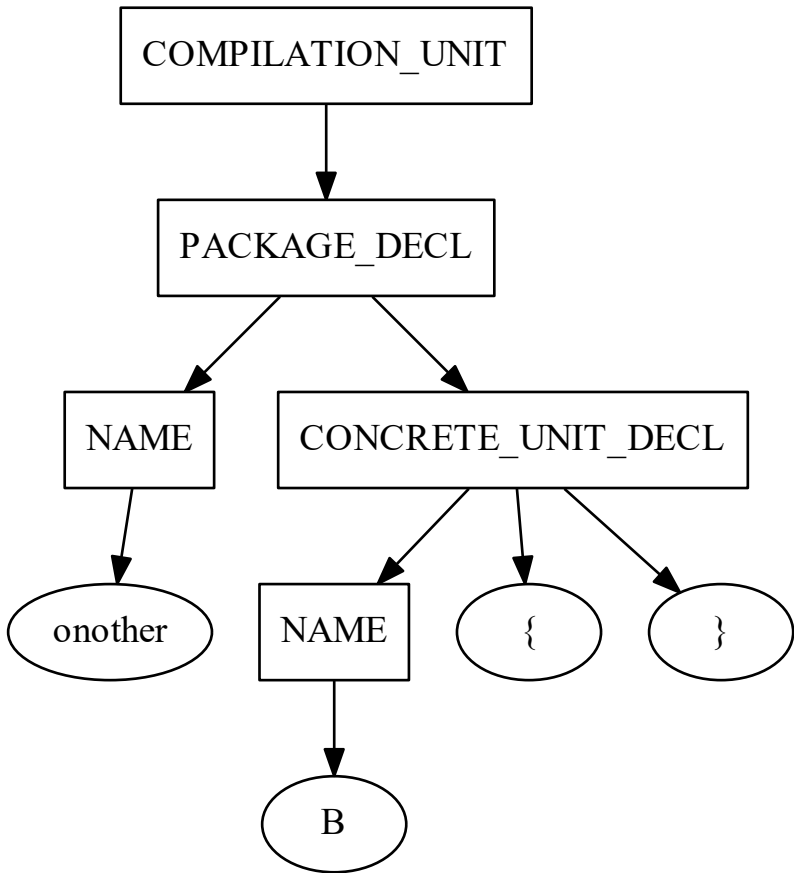 COMPILATION_UNIT
PACKAGE_DECL
NAME
CONCRETE_UNIT_DECL
onother
NAME
{
}
B